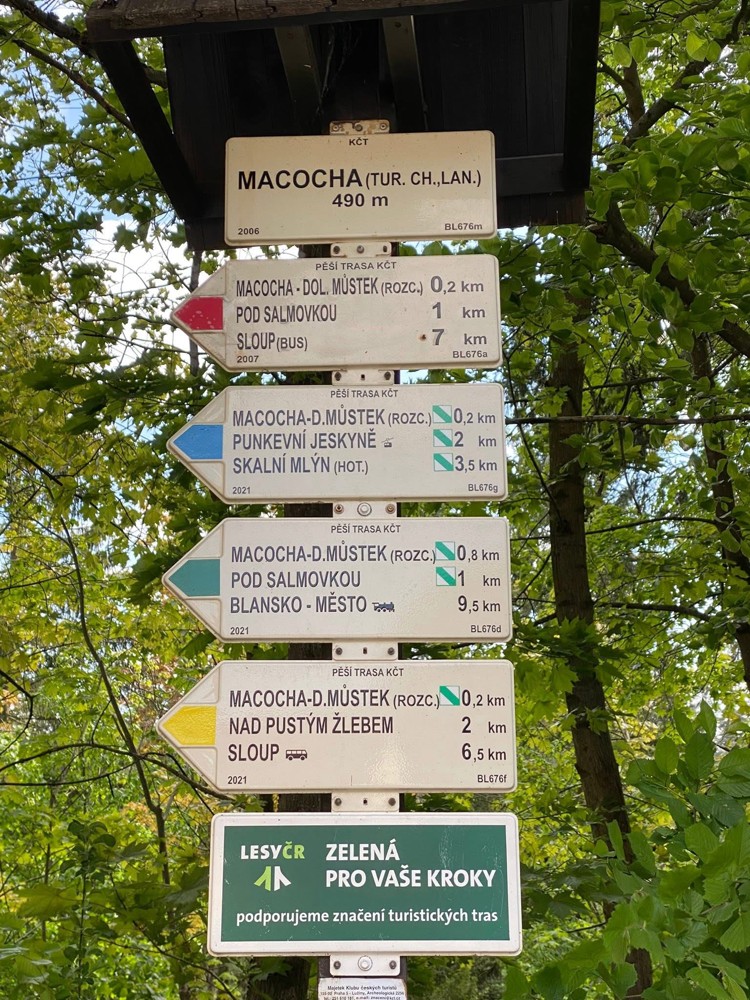 KČT
MACOCHA (TUR. CH.,LAN.)
490 m
2006 BL676m
PĚŠÍ TRASA KČT
MACOCHA - DOL. MŮSTEK (ROZC.) 0,2 km
POD SALMOVKOU 1 km
SLOUP (BUS) 7 km
2007 BL676a
PĚŠÍ TRASA KČT
MACOCHA-D.MŮSTEK (ROZC.) 0,2 km
PUNKEVNÍ JESKYNĚ 2 km
SKALNÍ MLÝN (HOT.) 3,5 km
2021 BL676g
PĚŠÍ TRASA KČT
MACOCHA-D.MŮSTEK (ROZC.) 0,8 km
POD SALMOVKOU 1 km
BLANSKO - MĚSTO 9,5 km
2021 BL676d
PĚŠÍ TRASA KČT
MACOCHA-D.MŮSTEK (ROZC.) 0,2 km
NAD PUSTÝM ŽLEBEM 2 km
SLOUP 6,5 km
2021 BL676f
LESYČR ZELENÁ
PRO VAŠE KROKY
podporujeme značení turistických tras
Majetek Klubu českých turistů